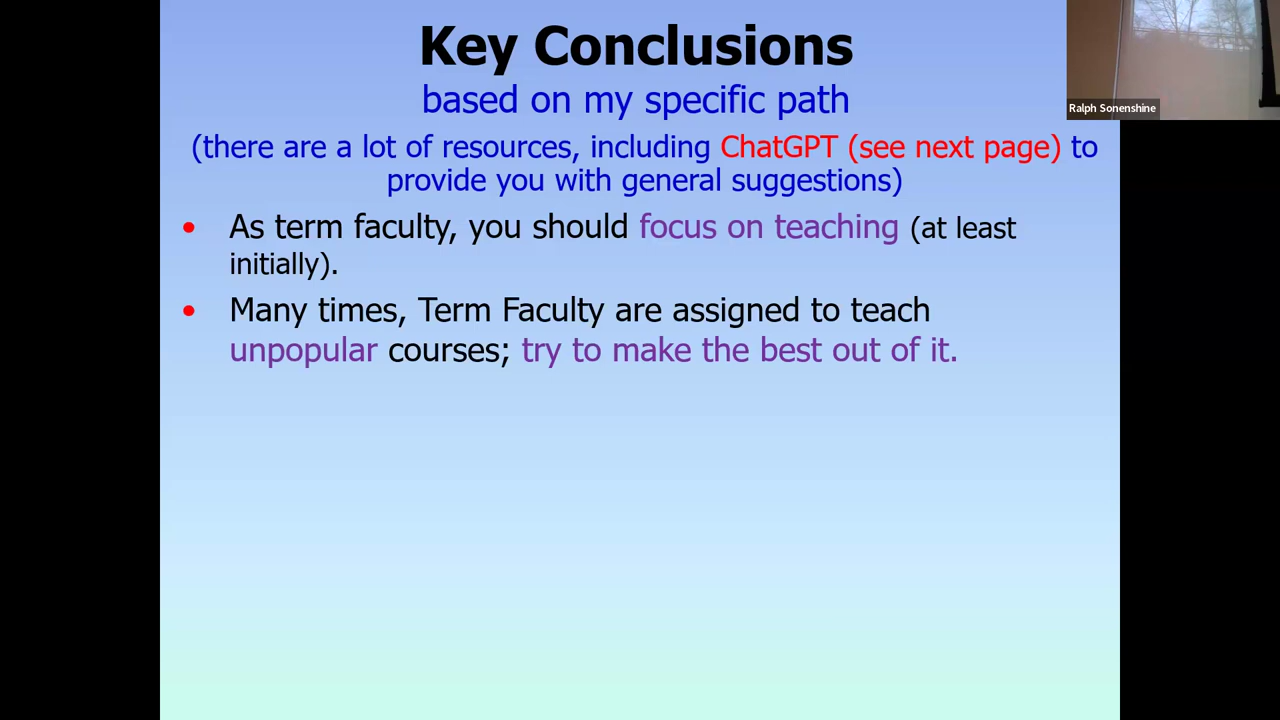 Key Conclusions
based on my specific path
(there are a lot of resources, including ChatGPT (see next page) to
provide you with general suggestions)
• As term faculty, you should focus on teaching (at least
initially).
• Many times, Term Faculty are assigned to teach
unpopular courses; try to make the best out of it.
Ralph Sonenshine